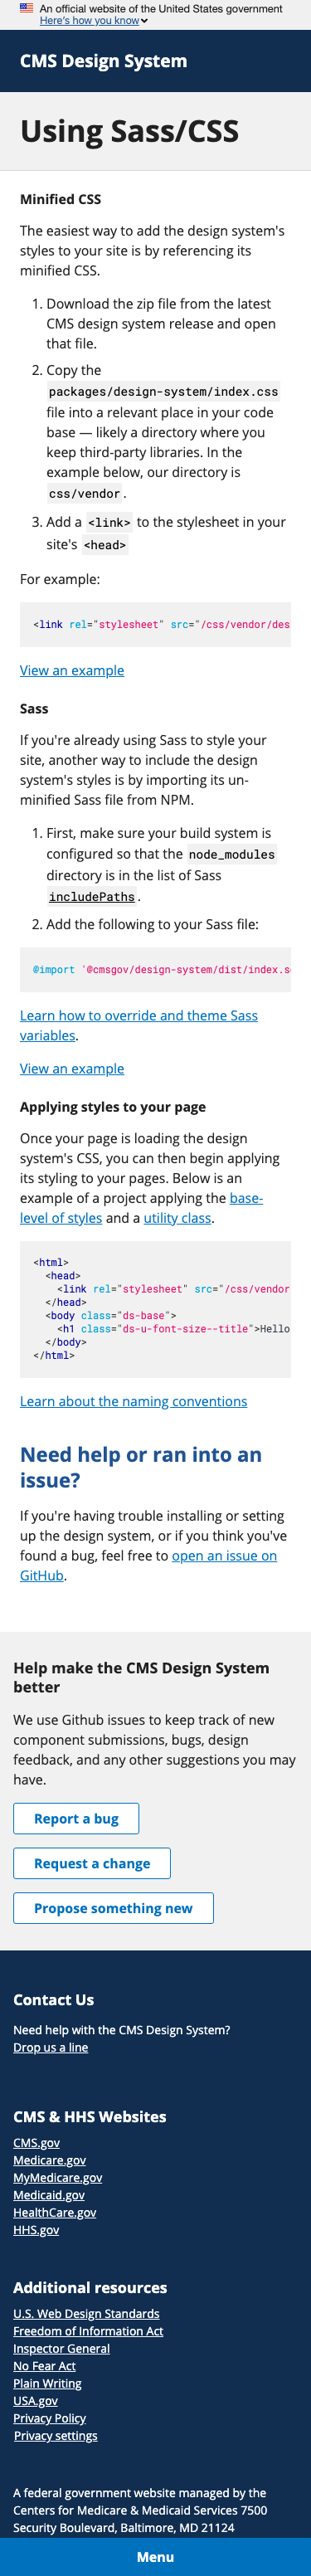 An official website of the United States government
Here's how you know
CMS Design System
Using Sass/CSS
Minified CSS
The easiest way to add the design system's
styles to your site is by referencing its
minified CSS.
1. Download the zip file from the latest
CMS design system release and open
that file.
2. Copy the
packages/design-system/index.css
file into a relevant place in your code
base — likely a directory where you
keep third-party libraries. In the
example below, our directory is
css/vendor.
3. Add a <link> to the stylesheet in your
site's <head>
For example:
<link rel="stylesheet" src="/css/vendor/des
View an example
Sass
If you're already using Sass to style your
site, another way to include the design
system's styles is by importing its un-
minified Sass file from NPM.
1. First, make sure your build system is
configured so that the node_modules
directory is in the list of Sass
includePaths.
2. Add the following to your Sass file:
@import '@cmsgov/design-system/dist/index.s
Learn how to override and theme Sass
variables.
View an example
Applying styles to your page
Once your page is loading the design
system's CSS, you can then begin applying
its styling to your pages. Below is an
example of a project applying the base-
level of styles and a utility class.
<html>
<head>
<link rel="stylesheet" src="/css/vendor
</head>
<body class="ds-base">
<h1 class="ds-u-font-size--title">Hello
</body>
</html>
Learn about the naming conventions
Need help or ran into an
issue?
If you're having trouble installing or setting
up the design system, or if you think you've
found a bug, feel free to open an issue on
GitHub.
Help make the CMS Design System
better
We use Github issues to keep track of new
component submissions, bugs, design
feedback, and any other suggestions you may
have.
Report a bug
Request a change
Propose something new
Contact Us
Need help with the CMS Design System?
Drop us a line
CMS & HHS Websites
CMS.gov
Medicare.gov
MyMedicare.gov
Medicaid.gov
HealthCare.gov
HHS.gov
Additional resources
U.S. Web Design Standards
Freedom of Information Act
Inspector General
No Fear Act
Plain Writing
USA.gov
Privacy Policy
Privacy settings
A federal government website managed by the
Centers for Medicare & Medicaid Services 7500
Security Boulevard, Baltimore, MD 21124
Menu